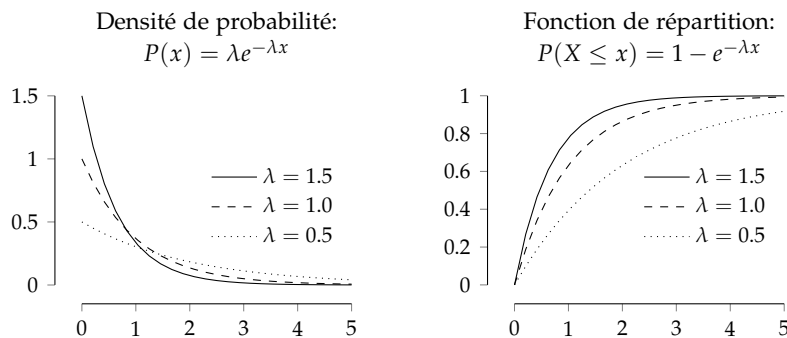 Densité de probabilité:
P(x) = λe^{−λx}
1.5
1
0.5
0
λ = 1.5
λ = 1.0
λ = 0.5
0 1 2 3 4 5
Fonction de répartition:
P(X ≤ x) = 1 − e^{−λx}
1
0.8
0.6
0.4
0.2
0
λ = 1.5
λ = 1.0
λ = 0.5
0 1 2 3 4 5